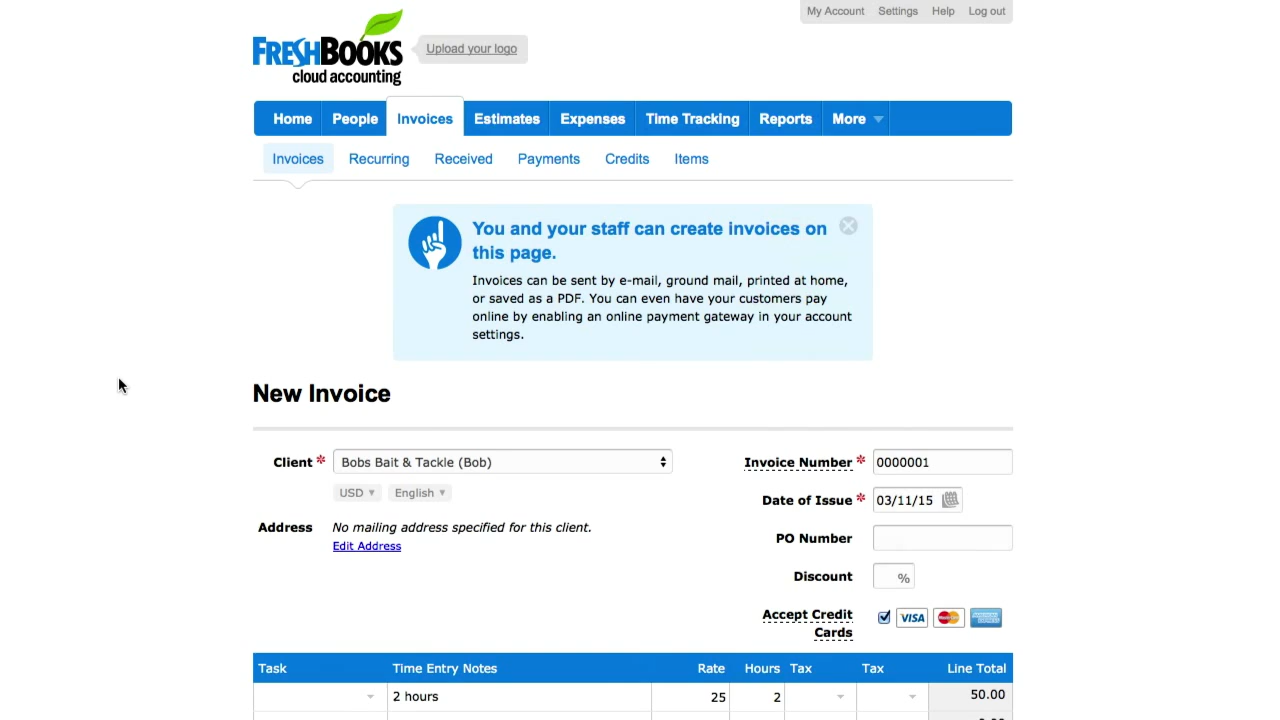 My Account Settings Help Log out
FRESHBOOKS
cloud accounting
Upload your logo
Home People Invoices Estimates Expenses Time Tracking Reports More
Invoices Recurring Received Payments Credits Items
You and your staff can create invoices on
this page.
Invoices can be sent by e-mail, ground mail, printed at home,
or saved as a PDF. You can even have your customers pay
online by enabling an online payment gateway in your account
settings.
New Invoice
Client * Bobs Bait & Tackle (Bob)
Invoice Number * 0000001
USD English
Date of Issue * 03/11/15
Address No mailing address specified for this client.
Edit Address
PO Number
Discount %
Accept Credit
Cards
VISA
Task Time Entry Notes Rate Hours Tax Tax Line Total
2 hours 25 2 50.00